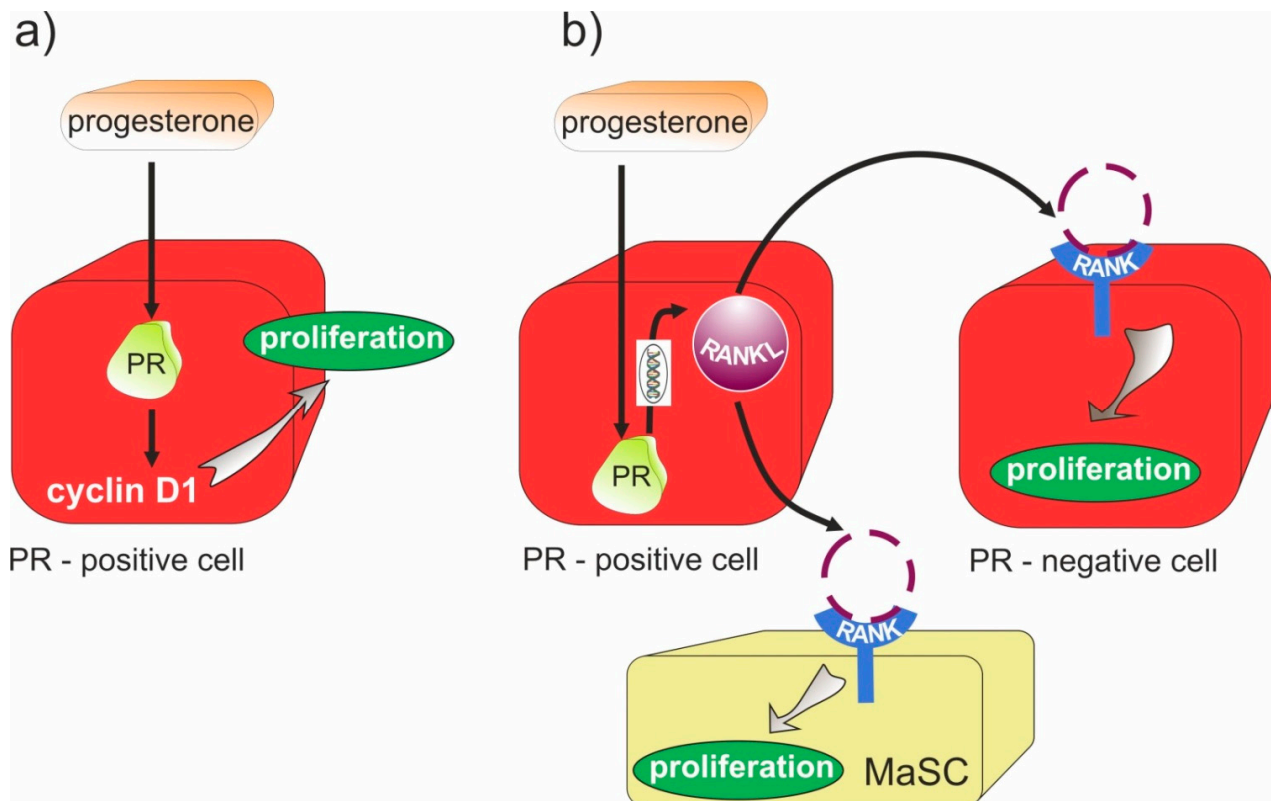 a)
progesterone
PR
cyclin D1
proliferation
PR - positive cell
b)
progesterone
PR
RANKL
PR - positive cell
RANK
proliferation
PR - negative cell
RANK
proliferation
MaSC